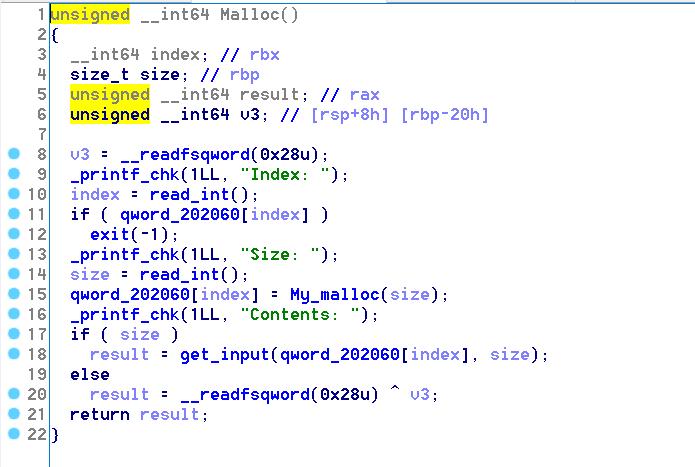 1 unsigned __int64 Malloc()
2 {
3 __int64 index; // rbx
4 size_t size; // rbp
5 unsigned __int64 result; // rax
6 unsigned __int64 v3; // [rsp+8h] [rbp-20h]
7
8 v3 = __readfsqword(0x28u);
9 _printf_chk(1LL, "Index: ");
10 index = read_int();
11 if ( qword_202060[index] )
12 exit(-1);
13 _printf_chk(1LL, "Size: ");
14 size = read_int();
15 qword_202060[index] = My_malloc(size);
16 _printf_chk(1LL, "Contents: ");
17 if ( size )
18 result = get_input(qword_202060[index], size);
19 else
20 result = __readfsqword(0x28u) ^ v3;
21 return result;
22 }